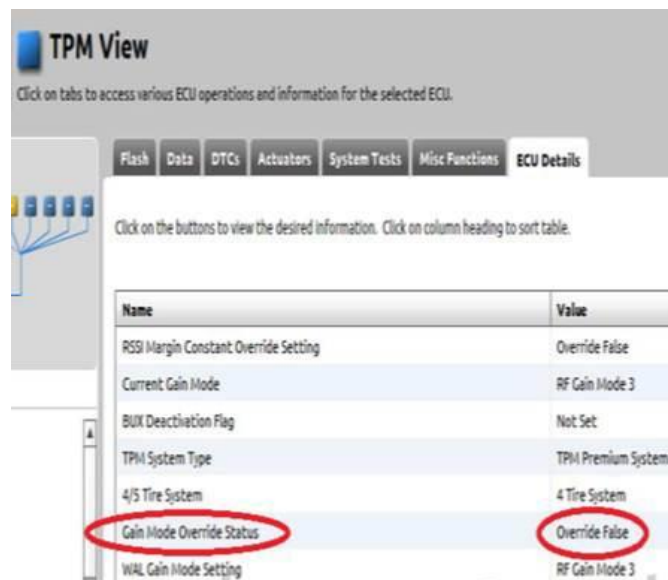 TPM View
Click on tabs to access various ECU operations and information for the selected ECU.
Flash Data DTCs Actuators System Tests Misc Functions ECU Details
Click on the buttons to view the desired information. Click on column heading to sort table.
Name Value
RSSI Margin Constant Override Setting Override False
Current Gain Mode RF Gain Mode 3
BUX Deactivation Flag Not Set
TPM System Type TPM Premium System
4/5 Tire System 4 Tire System
Gain Mode Override Status Override False
WAL Gain Mode Setting RF Gain Mode 3